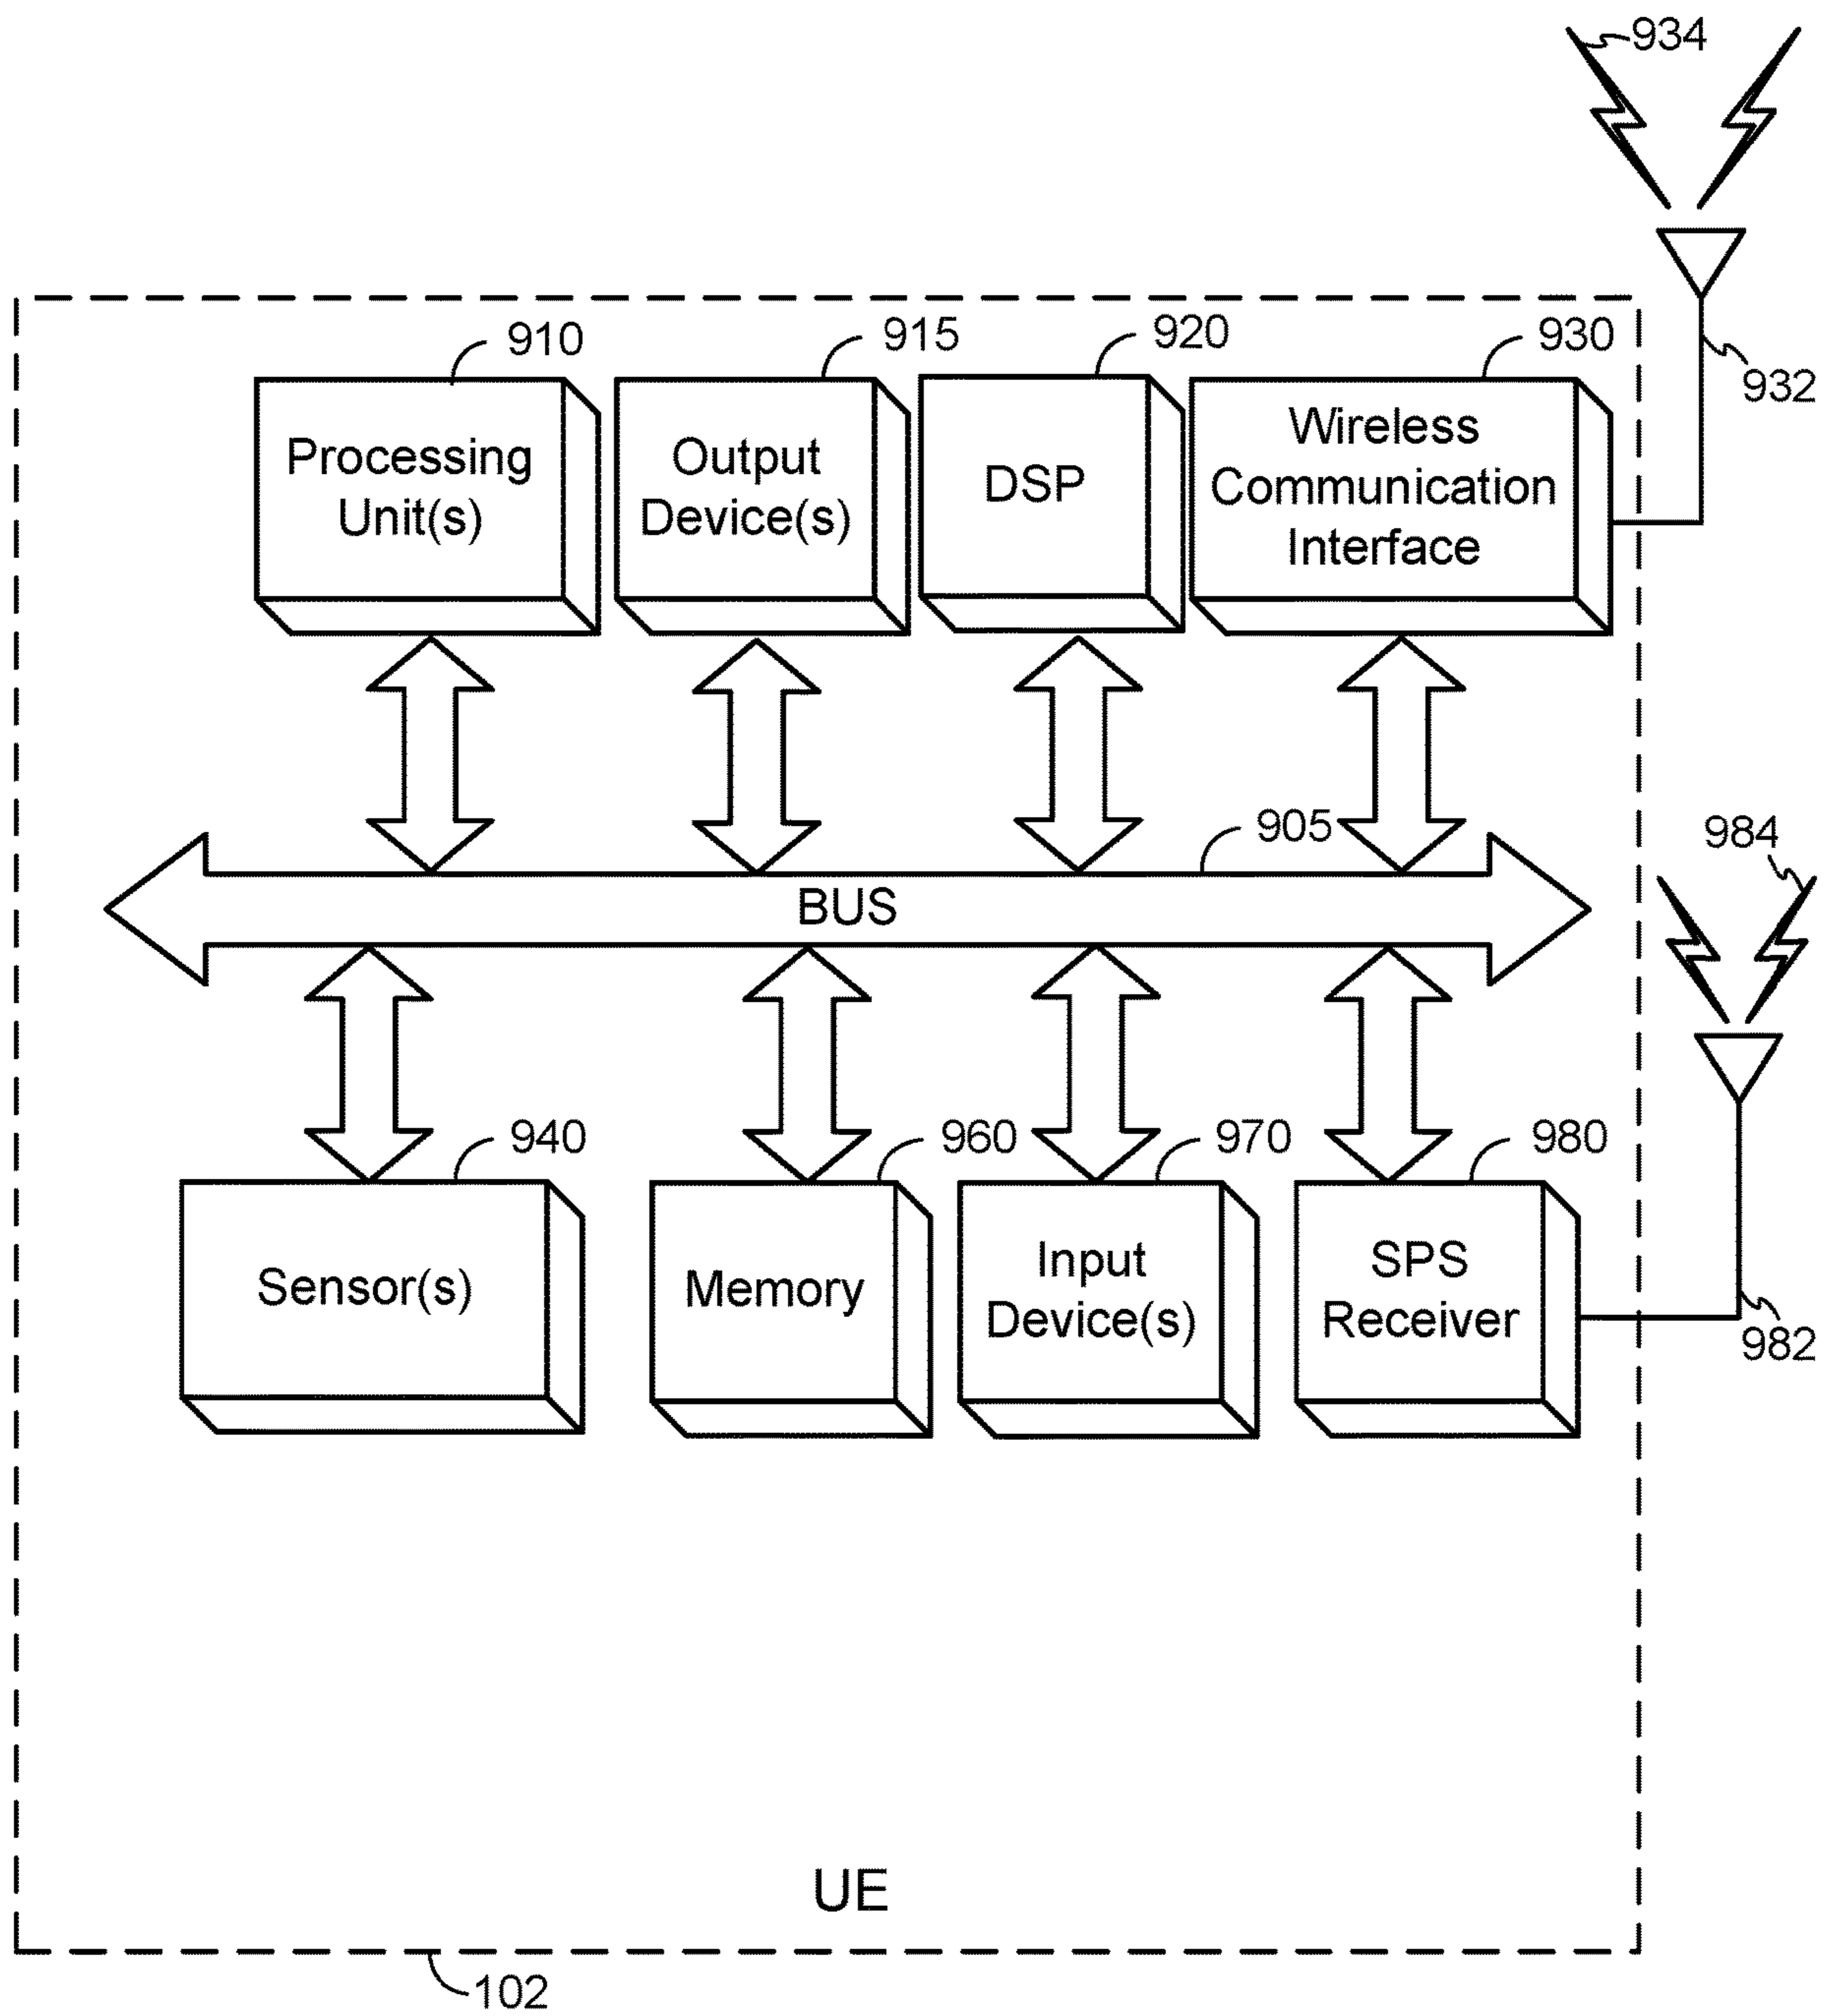 934
910
915
920
930
932
Processing
Unit(s)
Output
Device(s)
DSP
Wireless
Communication
Interface
905
984
BUS
940
960
970
980
982
Sensor(s)
Memory
Input
Device(s)
SPS
Receiver
UE
102